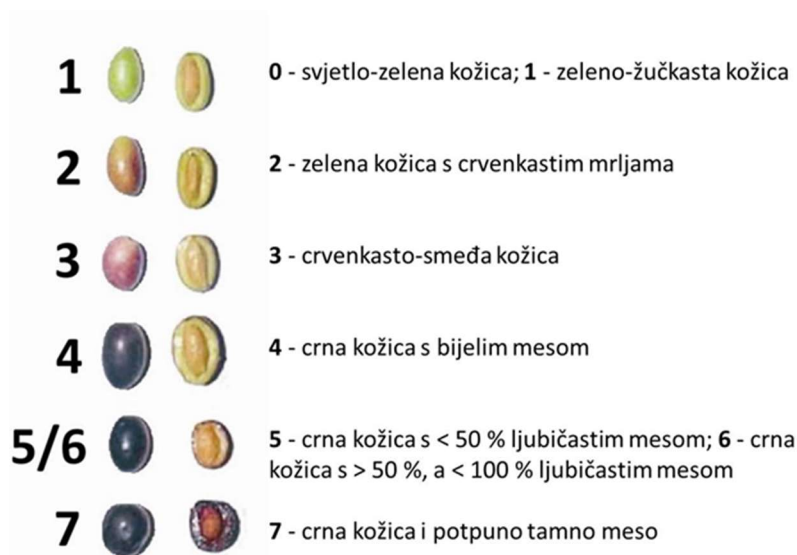 1
0 - svjetlo-zelena kožica; 1 - zeleno-žučkasta kožica
2
2 - zelena kožica s crvenkastim mrljama
3
3 - crvenkasto-smeđa kožica
4
4 - crna kožica s bijelim mesom
5/6
5 - crna kožica s < 50 % ljubičastim mesom; 6 - crna
kožica s > 50 %, a < 100 % ljubičastim mesom
7
7 - crna kožica i potpuno tamno meso